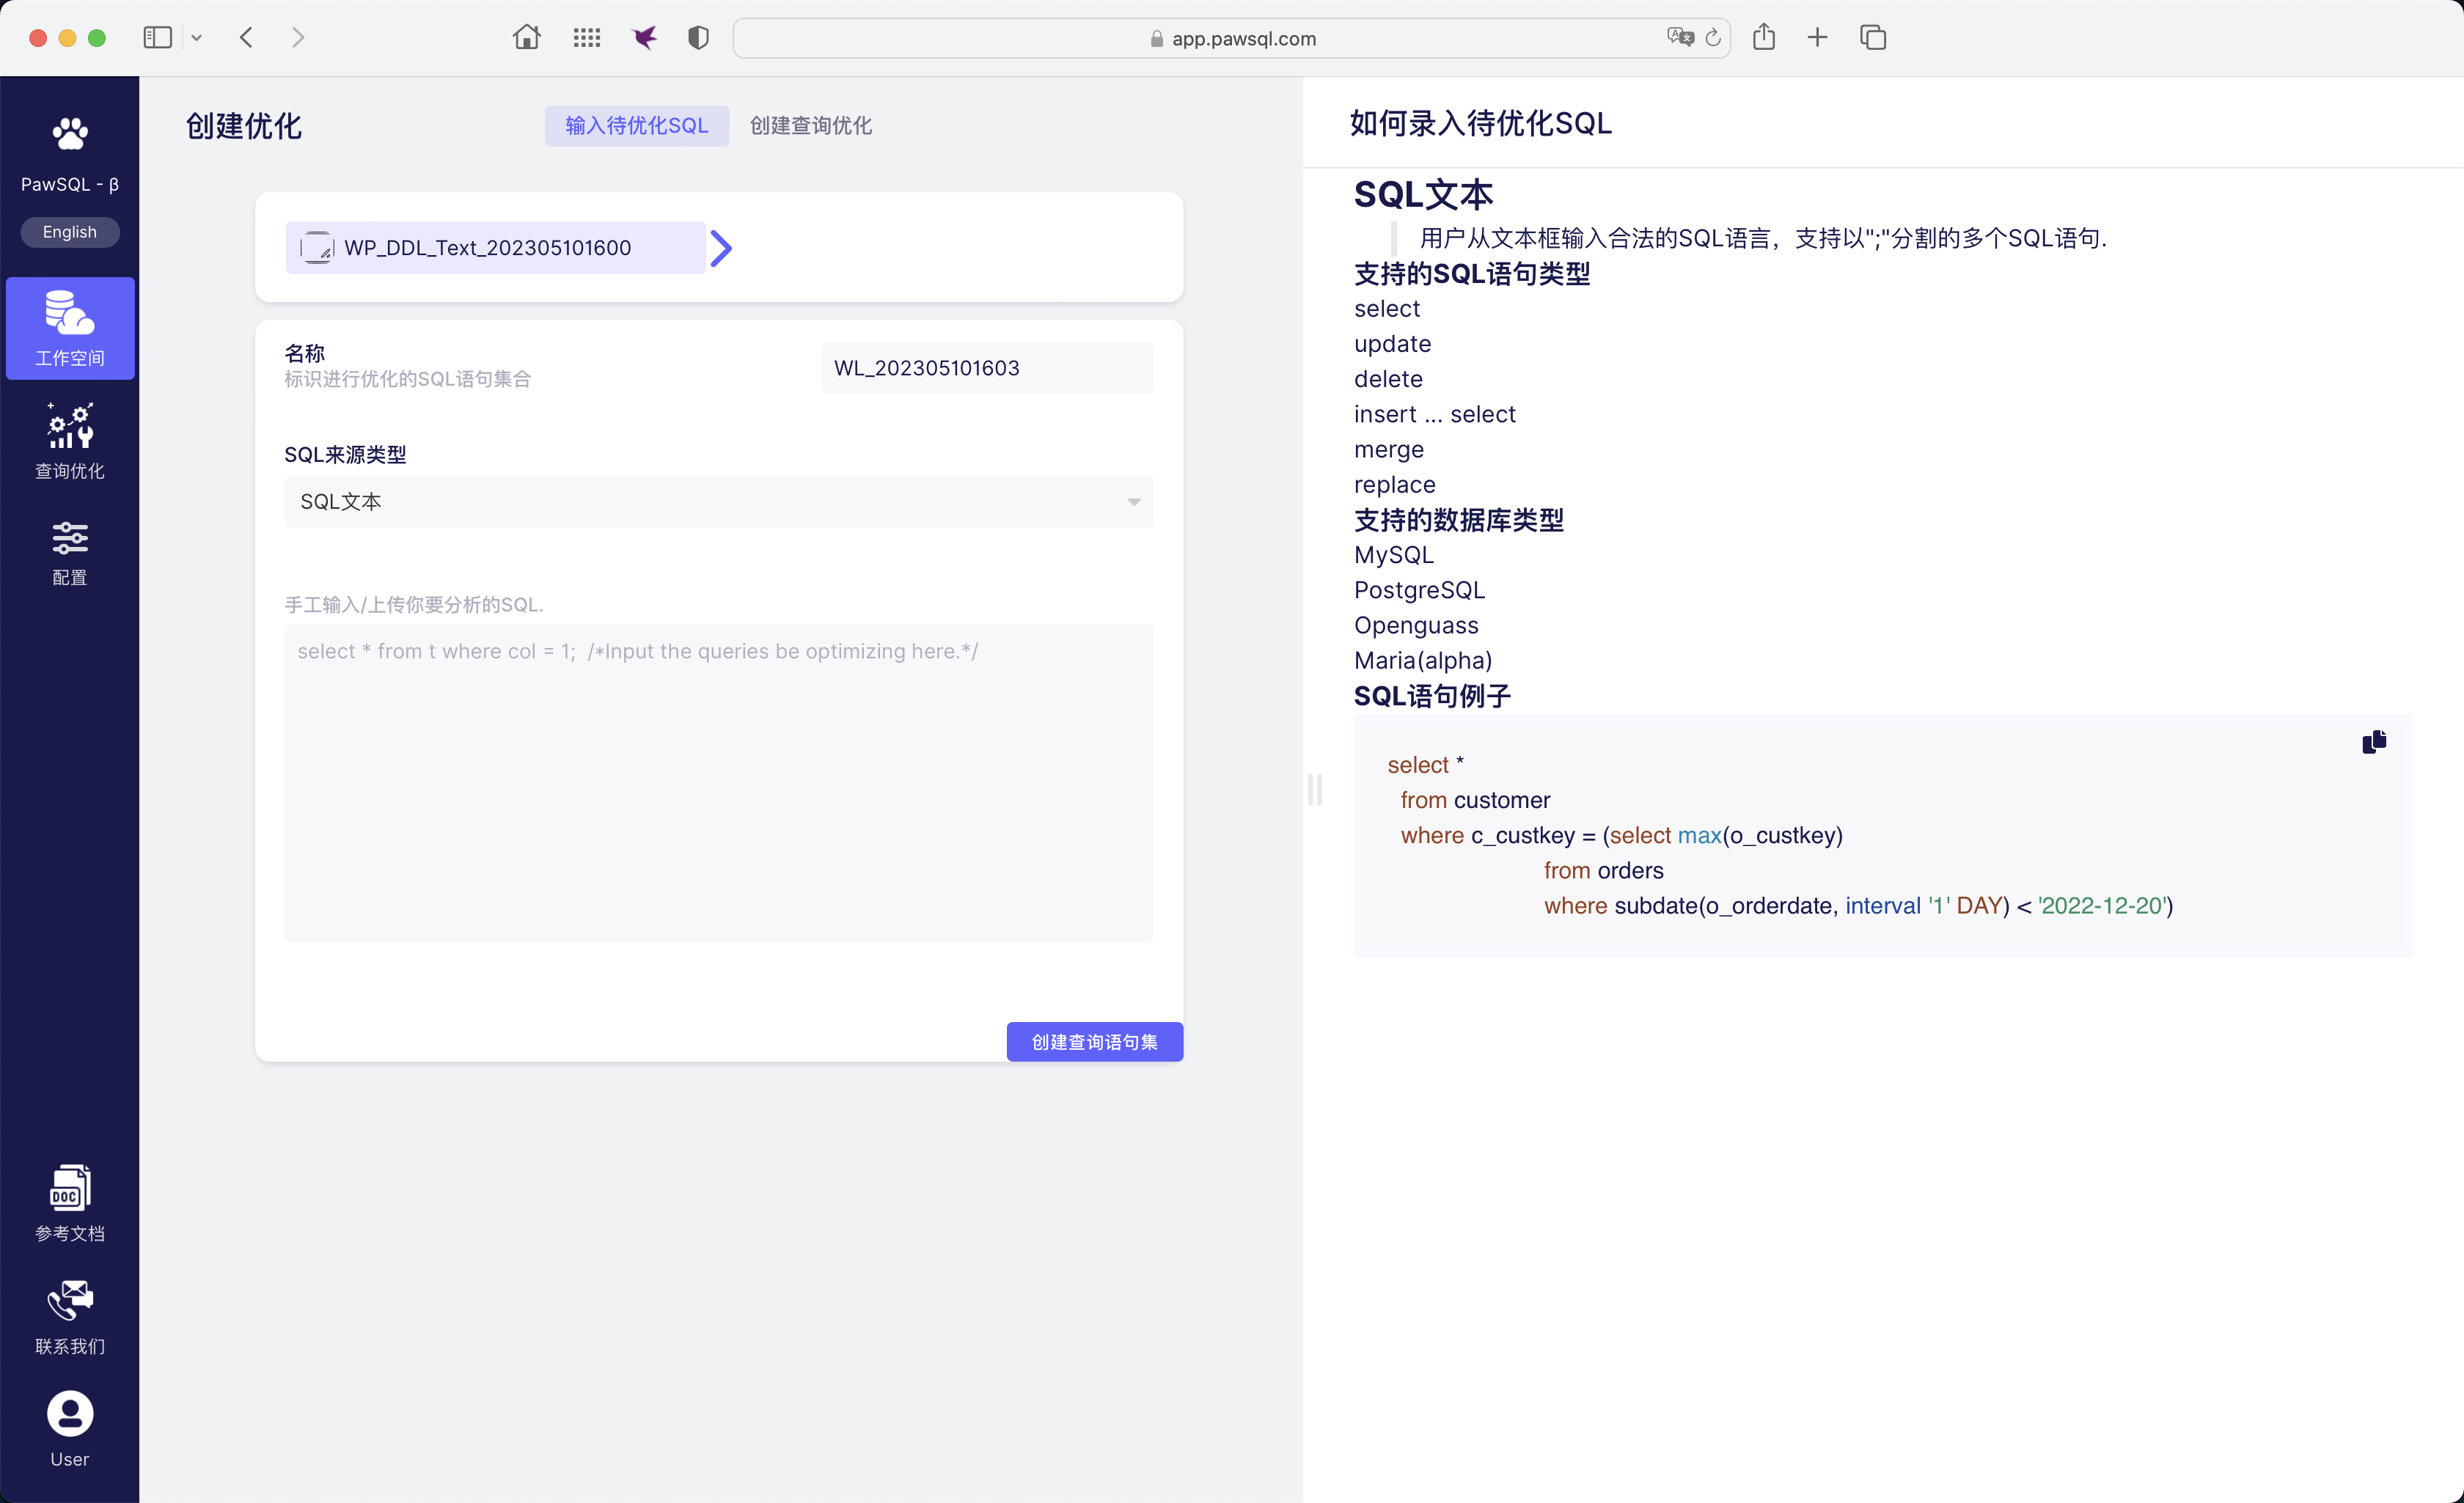 app.pawsql.com
PawSQL - β
English
工作空间
查询优化
配置
DOC
参考文档
联系我们
User
创建优化
输入待优化SQL
创建查询优化
WP_DDL_Text_202305101600
名称
标识进行优化的SQL语句集合
WL_202305101603
SQL来源类型
SQL文本
手工输入/上传你要分析的SQL.
select * from t where col = 1;  /*Input the queries be optimizing here.*/
创建查询语句集
如何录入待优化SQL
SQL文本
用户从文本框输入合法的SQL语言，支持以";"分割的多个SQL语句.
支持的SQL语句类型
select
update
delete
insert ... select
merge
replace
支持的数据库类型
MySQL
PostgreSQL
Openguass
Maria(alpha)
SQL语句例子
select *
from customer
where c_custkey = (select max(o_custkey)
from orders
where subdate(o_orderdate, interval '1' DAY) < '2022-12-20')